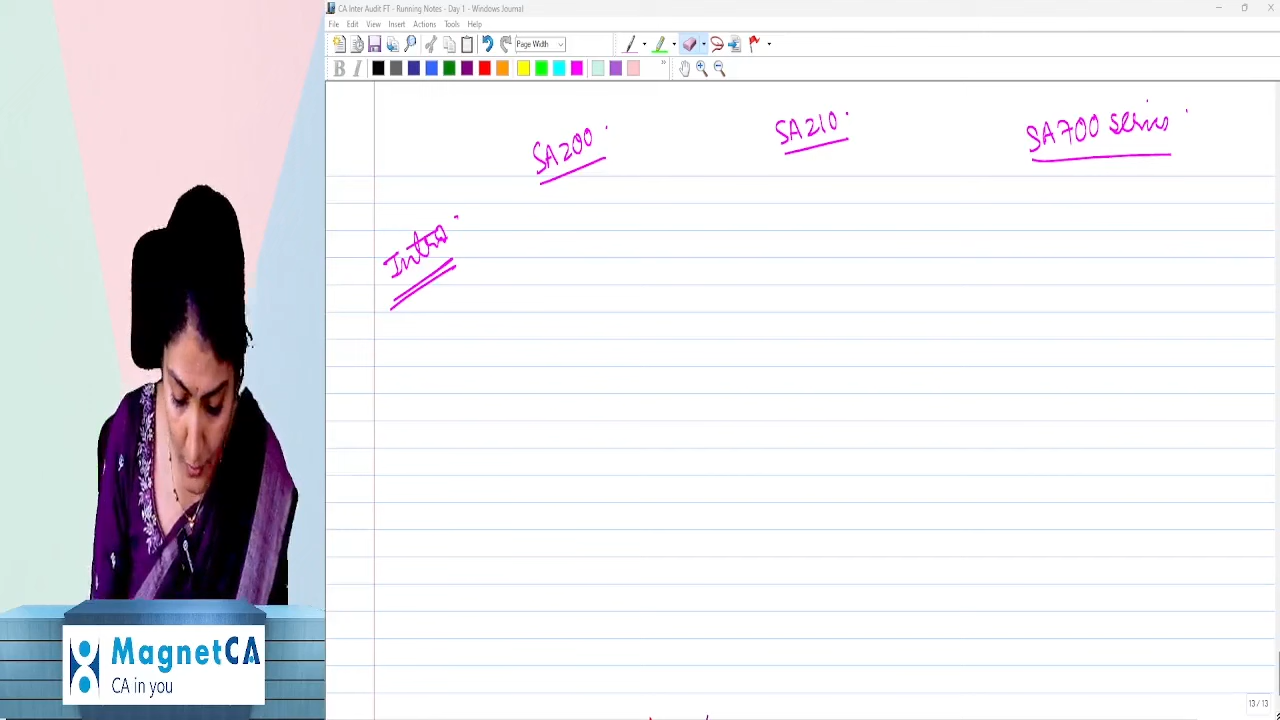 CA Inter Audit FT - Running Notes - Day 1 - Windows Journal
File Edit View Insert Actions Tools Help
Page Width
B I
SA200 SA210 SA700 Series
Intro
MagnetCA
CA in you
13 / 13